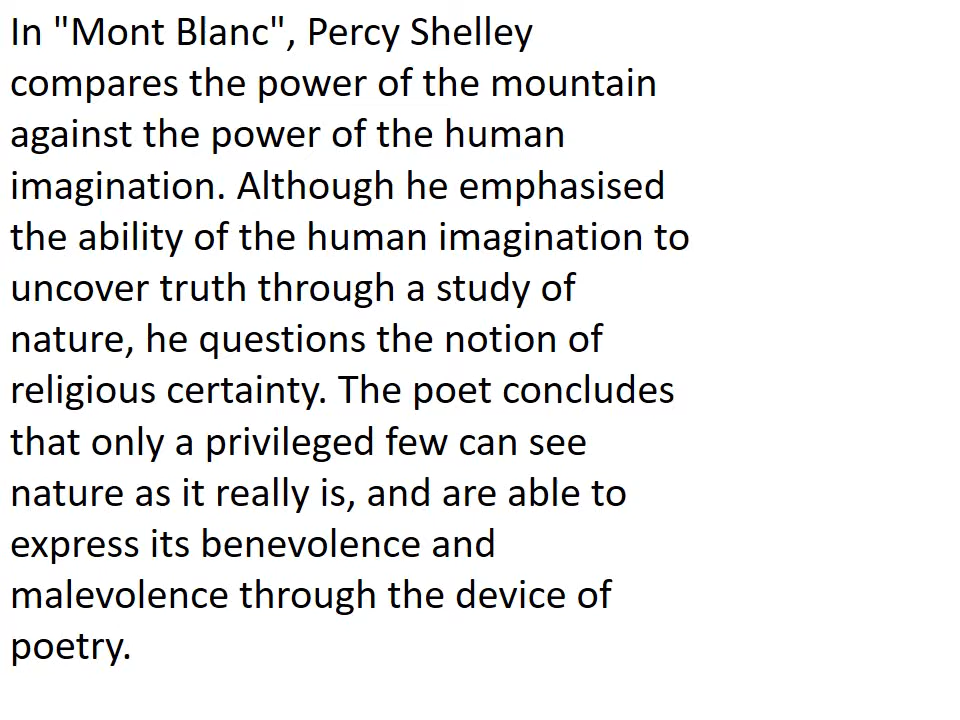 In "Mont Blanc", Percy Shelley
compares the power of the mountain
against the power of the human
imagination. Although he emphasised
the ability of the human imagination to
uncover truth through a study of
nature, he questions the notion of
religious certainty. The poet concludes
that only a privileged few can see
nature as it really is, and are able to
express its benevolence and
malevolence through the device of
poetry.